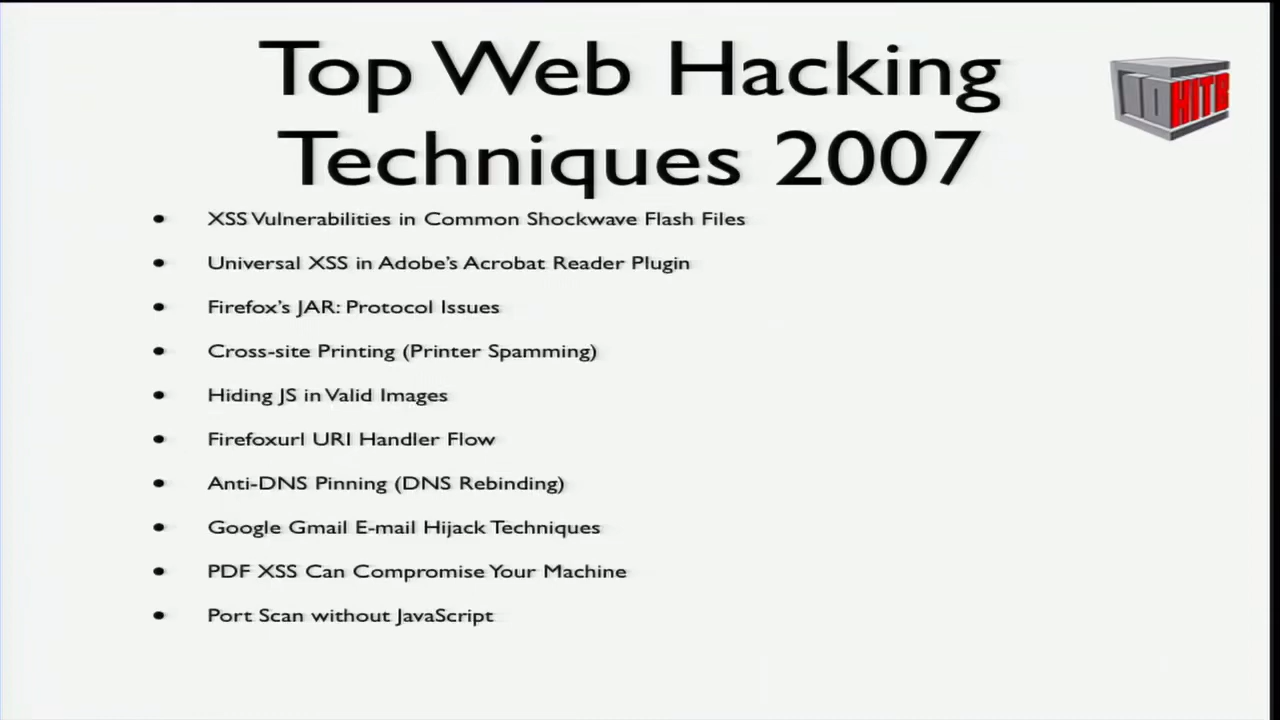 Top Web Hacking
Techniques 2007
HITB
• XSS Vulnerabilities in Common Shockwave Flash Files
• Universal XSS in Adobe's Acrobat Reader Plugin
• Firefox's JAR: Protocol Issues
• Cross-site Printing (Printer Spamming)
• Hiding JS in Valid Images
• Firefoxurl URI Handler Flow
• Anti-DNS Pinning (DNS Rebinding)
• Google Gmail E-mail Hijack Techniques
• PDF XSS Can Compromise Your Machine
• Port Scan without JavaScript